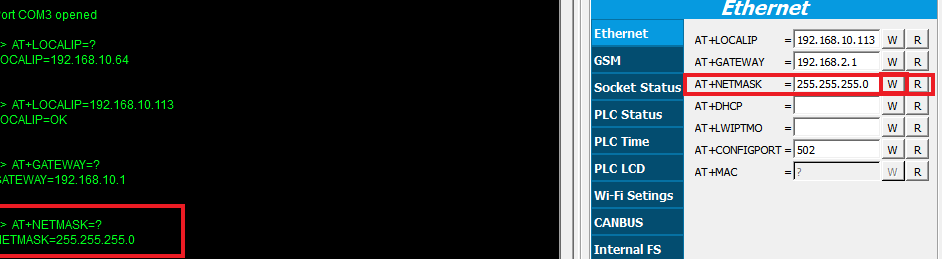 ort COM3 opened
> AT+LOCALIP=?
OCALIP=192.168.10.64
> AT+LOCALIP=192.168.10.113
OCALIP=OK
> AT+GATEWAY=?
GATEWAY=192.168.10.1
> AT+NETMASK=?
NETMASK=255.255.255.0
Ethernet
Ethernet
GSM
Socket Status
PLC Status
PLC Time
PLC LCD
Wi-Fi Setings
CANBUS
Internal FS
AT+LOCALIP = 192.168.10.113 W R
AT+GATEWAY = 192.168.2.1 W R
AT+NETMASK = 255.255.255.0 W R
AT+DHCP = W R
AT+LWIPTMO = W R
AT+CONFIGPORT = 502 W R
AT+MAC = ? W R